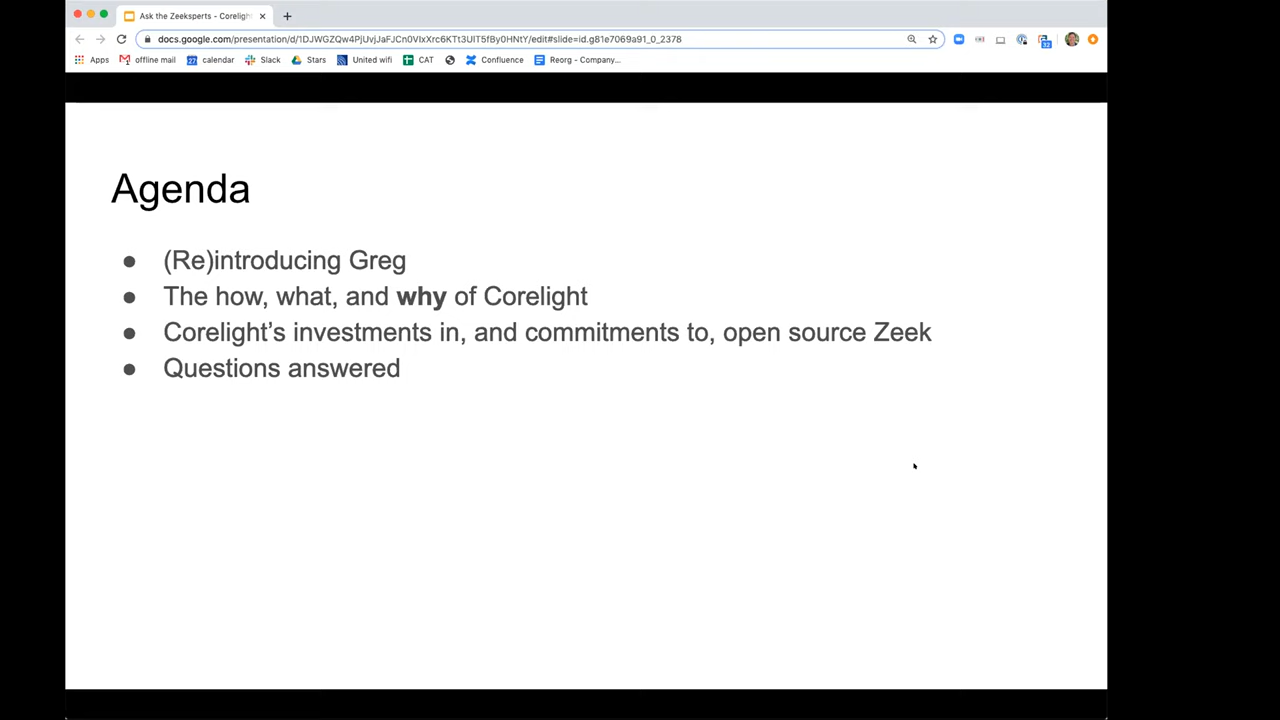 Ask the Zeeksperts - Corelight
docs.google.com/presentation/d/1DJWGZQw4PjUvjJaFJCn0VIxXrc6KTt3UIT5fBy0HNtY/edit#slide=id.g81e7069a91_0_2378
Apps offline mail 27 calendar Slack Stars United wifi CAT Confluence Reorg - Company...
32
Agenda
● (Re)introducing Greg
● The how, what, and why of Corelight
● Corelight's investments in, and commitments to, open source Zeek
● Questions answered